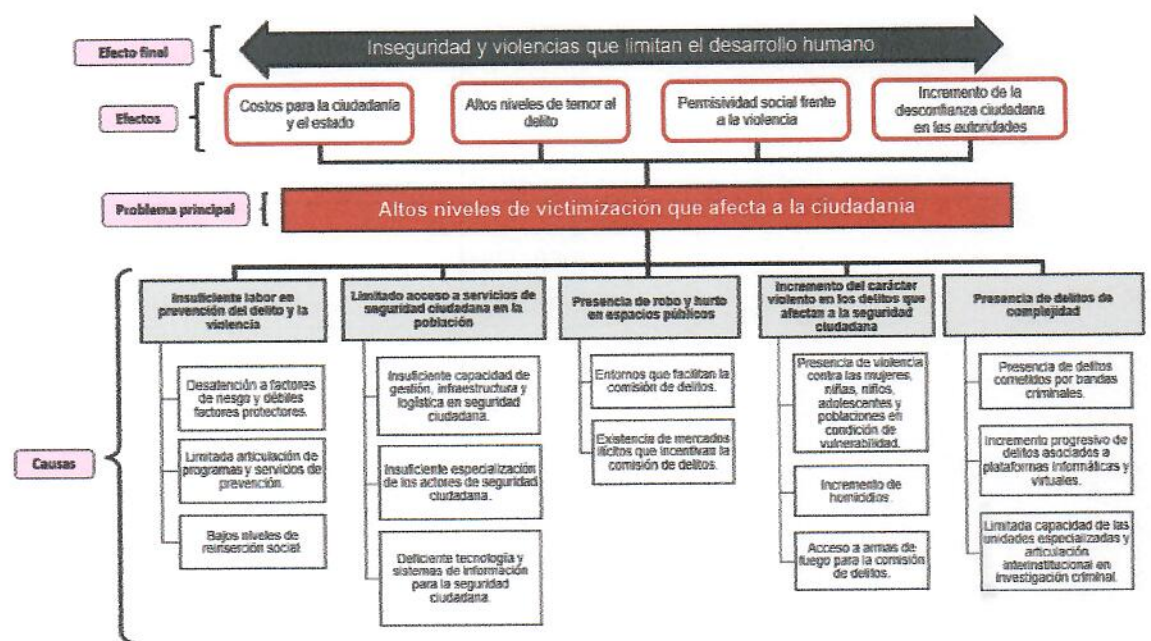 Efecto final
Inseguridad y violencias que limitan el desarrollo humano
Efectos
Costos para la ciudadanía
y el estado
Altos niveles de temor al
delito
Permisividad social frente
a la violencia
Incremento de la
desconfianza ciudadana
en las autoridades
Problema principal
Altos niveles de victimización que afecta a la ciudadanía
Causas
Insuficiente labor en
prevención del delito y la
violencia
Desatención a factores
de riesgo y débiles
factores protectores.
Limitada articulación de
programas y servicios de
prevención.
Bajos niveles de
reinserción social.
Limitado acceso a servicios de
seguridad ciudadana en la
población
Insuficiente capacidad de
gestión, infraestructura y
logística en seguridad
ciudadana.
Insuficiente especialización
de los actores de seguridad
ciudadana.
Deficiente tecnología y
sistemas de información
para la seguridad
ciudadana.
Presencia de robo y hurto
en espacios públicos
Entornos que facilitan la
comisión de delitos.
Existencia de mercados
ilícitos que incentivan la
comisión de delitos.
Incremento del carácter
violento en los delitos que
afectan a la seguridad
ciudadana
Presencia de violencia
contra las mujeres,
niñas, niños,
adolescentes y
poblaciones en
condición de
vulnerabilidad.
Incremento de
homicidios.
Acceso a armas de
fuego para la comisión
de delitos.
Presencia de delitos de
complejidad
Presencia de delitos
cometidos por bandas
criminales.
Incremento progresivo de
delitos asociados a
plataformas informáticas y
virtuales.
Limitada capacidad de las
unidades especializadas y
articulación
interinstitucional en
investigación criminal.